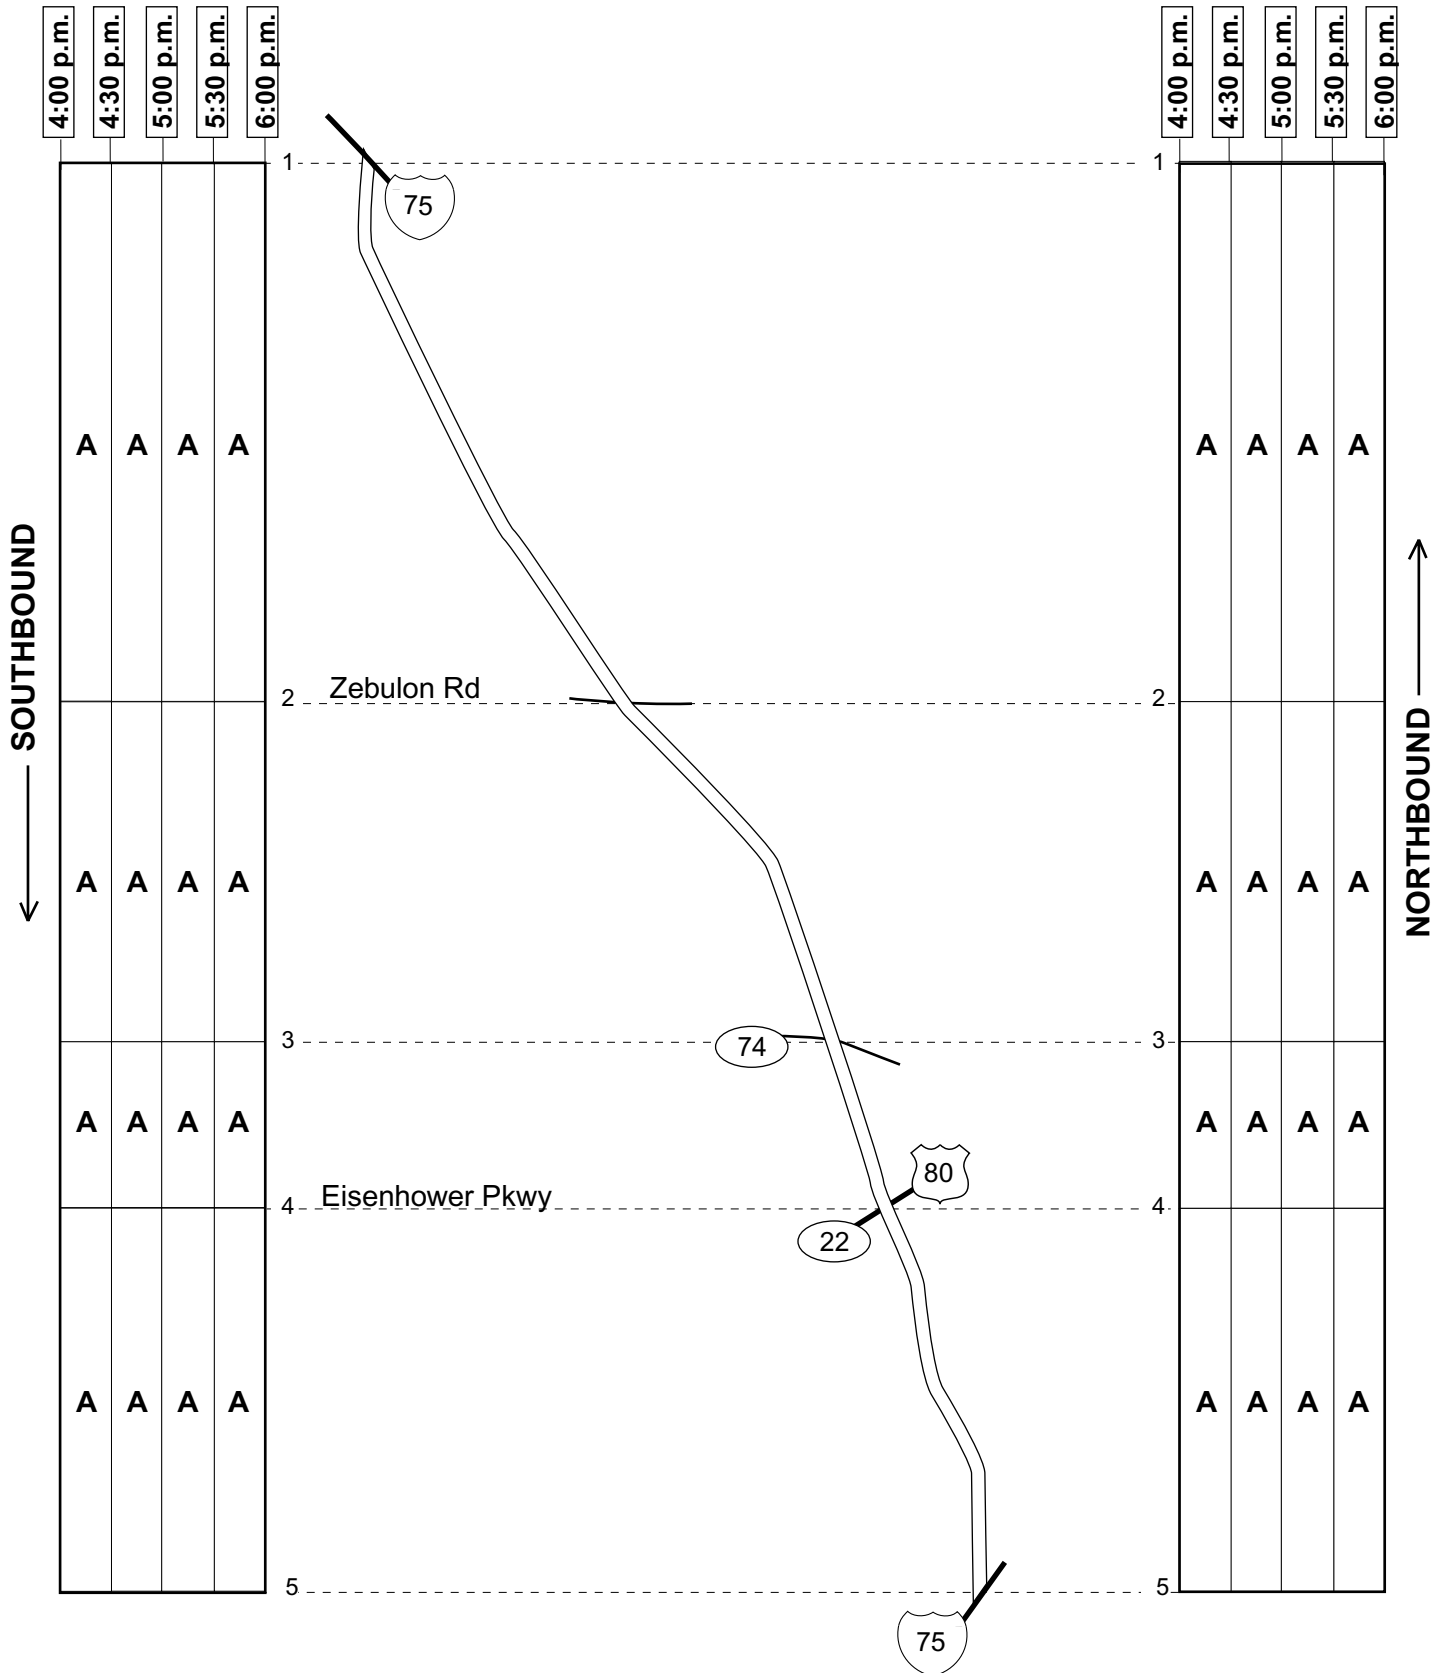 4:00 p.m. 4:30 p.m. 5:00 p.m. 5:30 p.m. 6:00 p.m. 4:00 p.m. 4:30 p.m. 5:00 p.m. 5:30 p.m. 6:00 p.m.
1 1
75
A A A A A A A A
SOUTHBOUND
NORTHBOUND
Zebulon Rd
2 2
A A A A A A A A
3 74 3
A A A A A A A A
80
Eisenhower Pkwy
4 4
22
A A A A A A A A
5 5
75